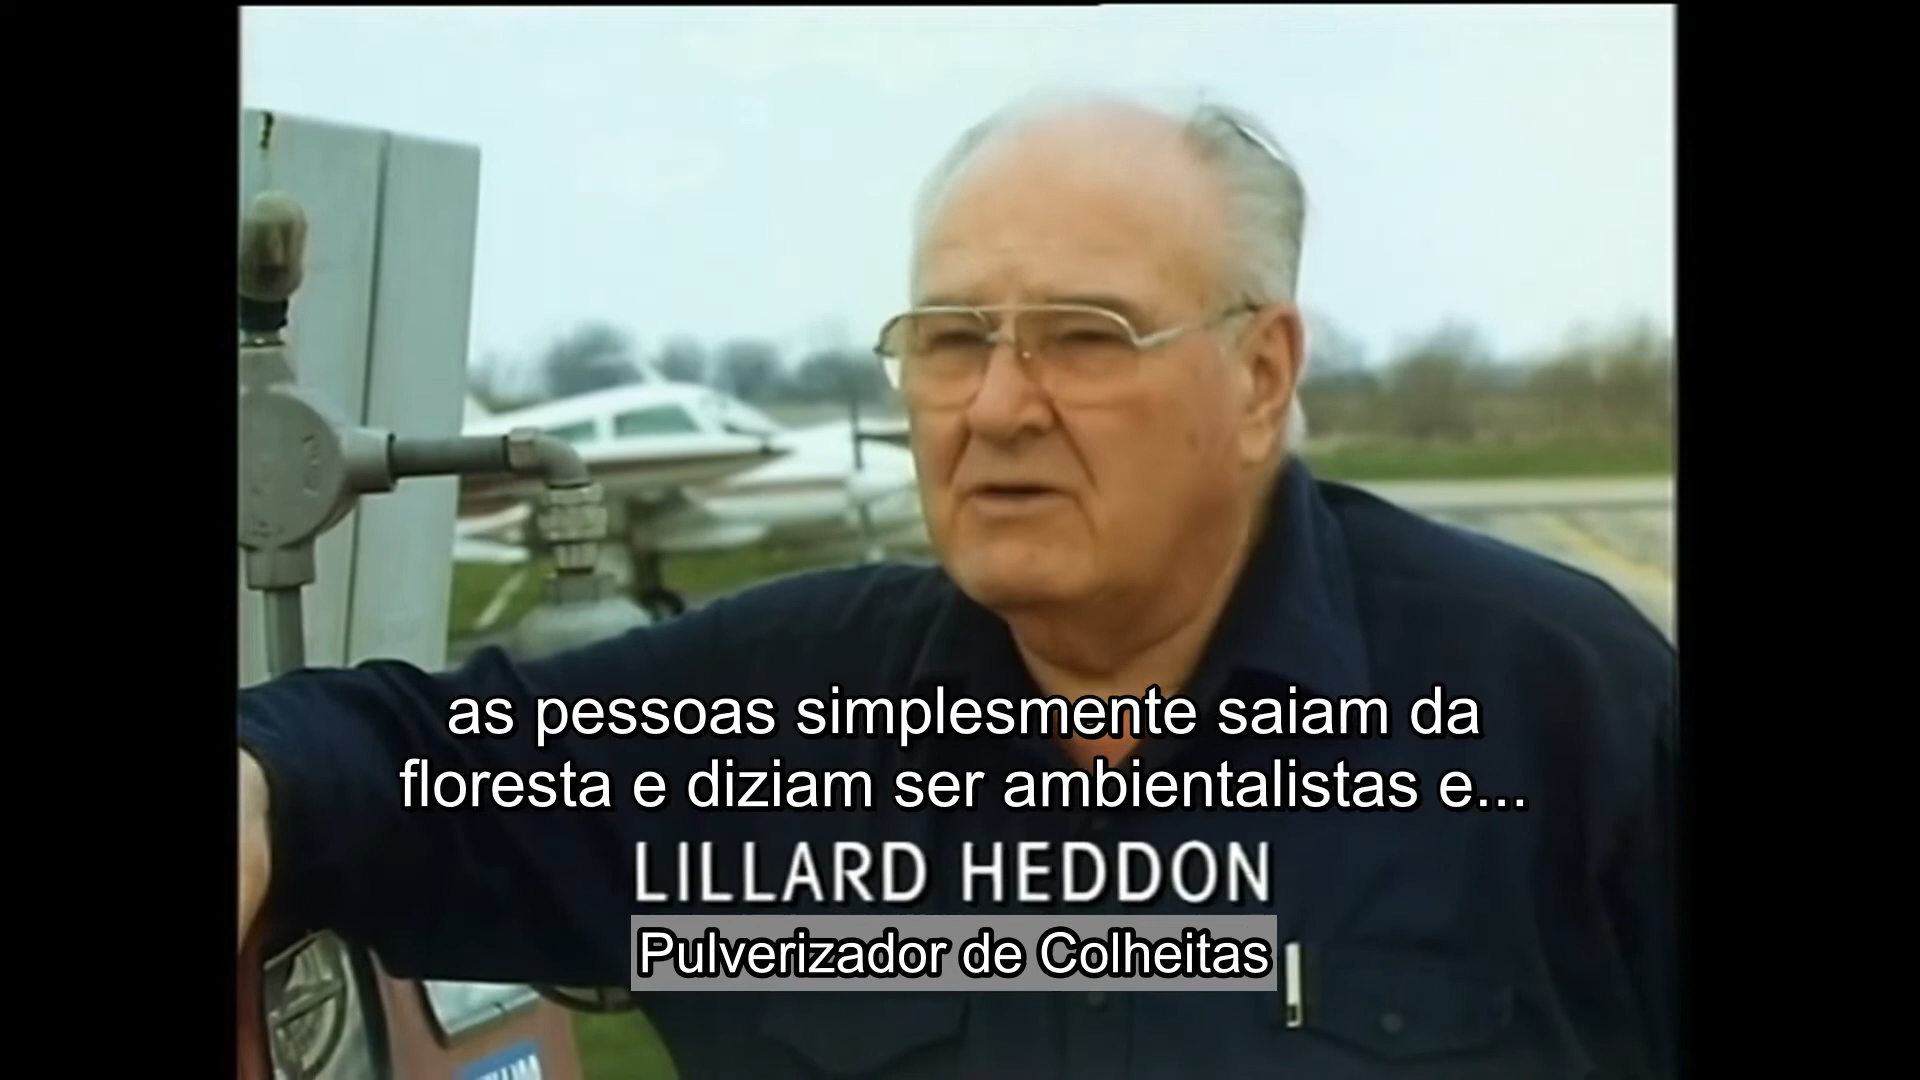 as pessoas simplesmente saiam da
floresta e diziam ser ambientalistas e...
LILLARD HEDDON
Pulverizador de Colheitas